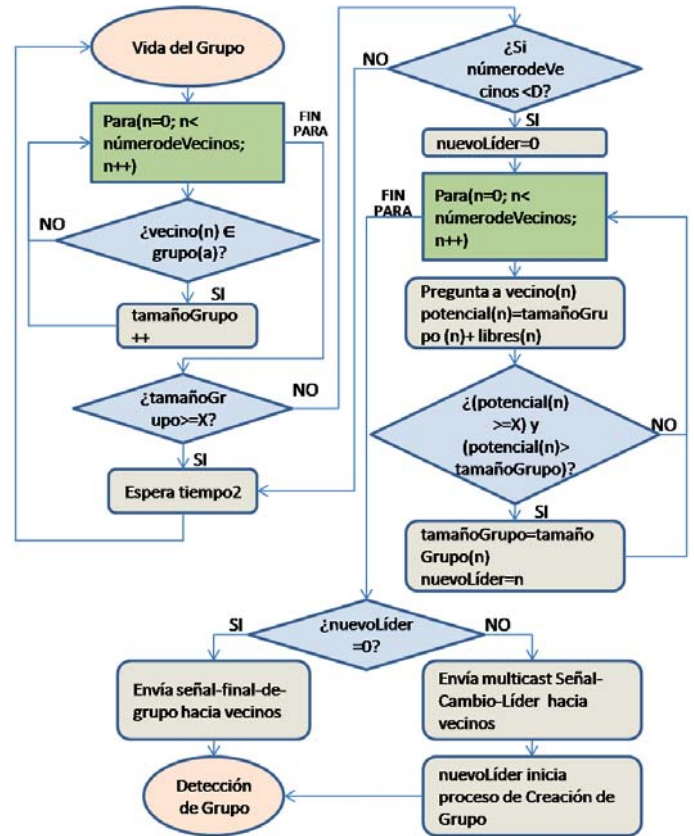 Vida del Grupo
Para(n=0; n<
númerodeVecinos;
n++)
FIN
PARA
NO
¿vecino(n) ∈
grupo(a)?
SI
tamañoGrupo
++
¿tamañoGr
upo>=X?
NO
SI
Espera tiempo2
¿Si
númerodeVe
cinos <D?
NO
SI
nuevoLíder=0
Para(n=0; n<
númerodeVecinos;
n++)
FIN
PARA
Pregunta a vecino(n)
potencial(n)=tamañoGru
po (n)+ libres(n)
¿(potencial(n)
>=X) y
(potencial(n)>
tamañoGrupo)?
NO
SI
tamañoGrupo=tamaño
Grupo(n)
nuevoLíder=n
¿nuevoLíder
=0?
SI
NO
Envía señal-final-de-
grupo hacia vecinos
Envía multicast Señal-
Cambio-Líder hacia
vecinos
Detección
de Grupo
nuevoLíder inicia
proceso de Creación de
Grupo